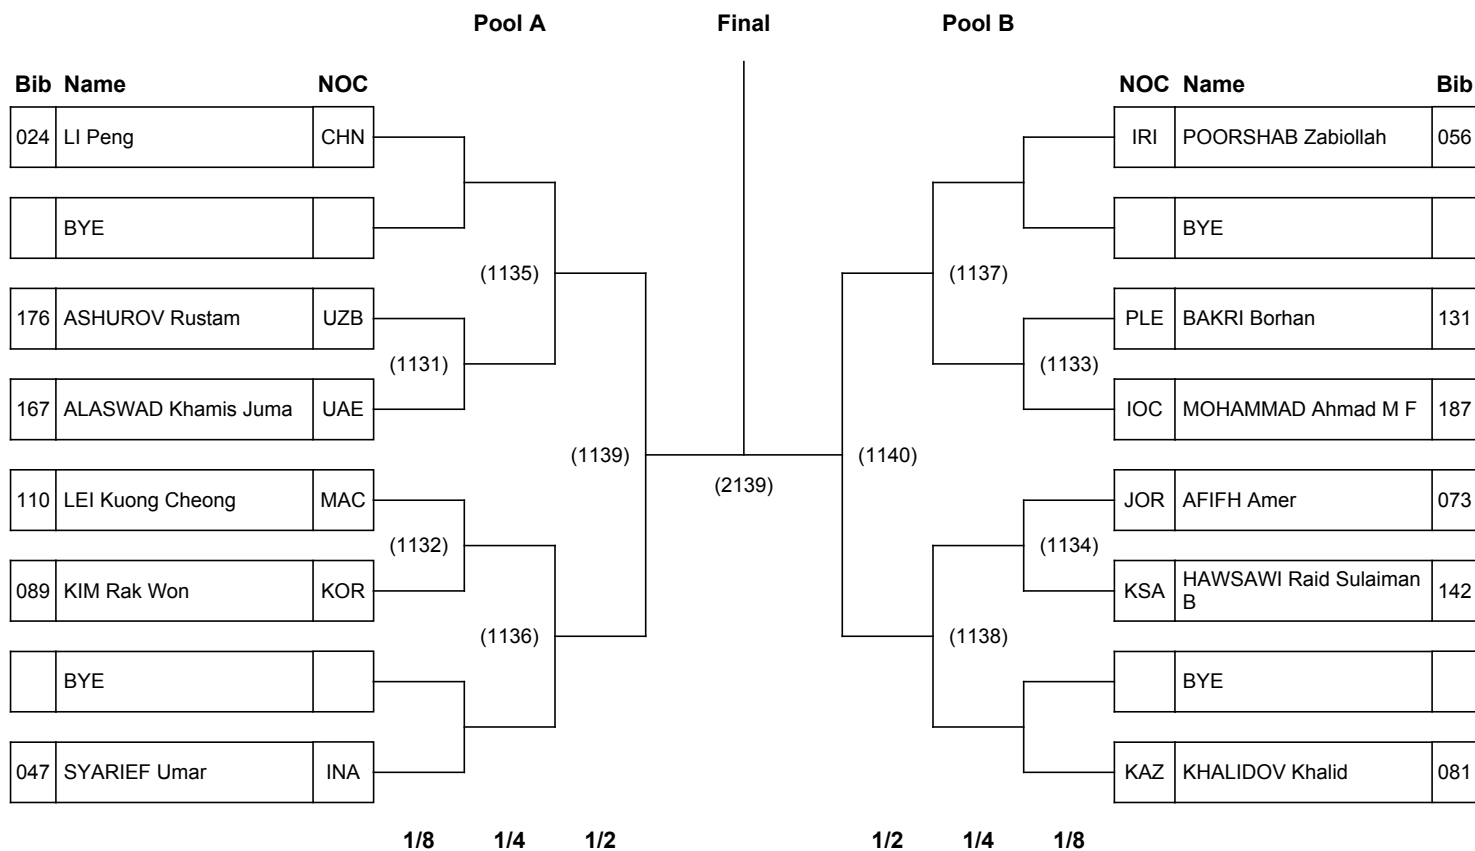 Pool A Final Pool B
Bib Name NOC NOC Name Bib
024 LI Peng CHN IRI POORSHAB Zabiollah 056
BYE BYE
(1135) (1137)
176 ASHUROV Rustam UZB PLE BAKRI Borhan 131
(1131) (1133)
167 ALASWAD Khamis Juma UAE IOC MOHAMMAD Ahmad M F 187
(1139) (1140)
(2139)
110 LEI Kuong Cheong MAC JOR AFIFH Amer 073
(1132) (1134)
089 KIM Rak Won KOR KSA HAWSAWI Raid Sulaiman
B 142
(1136) (1138)
BYE BYE
047 SYARIEF Umar INA KAZ KHALIDOV Khalid 081
1/8 1/4 1/2 1/2 1/4 1/8